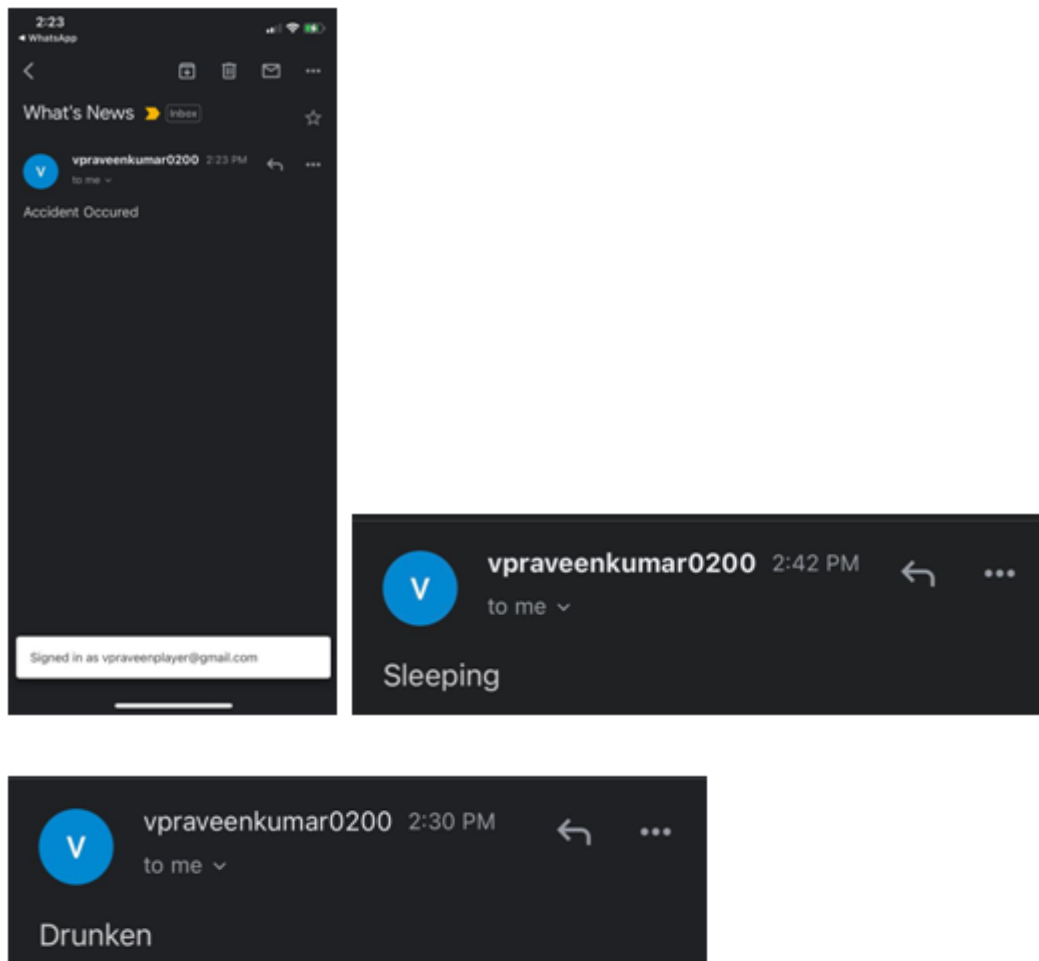 2:23
WhatsApp
What's News Inbox
V vpraveenkumar0200 2:23 PM
to me
Accident Occured
Signed in as vpraveenplayer@gmail.com
V vpraveenkumar0200 2:42 PM
to me
Sleeping
V vpraveenkumar0200 2:30 PM
to me
Drunken